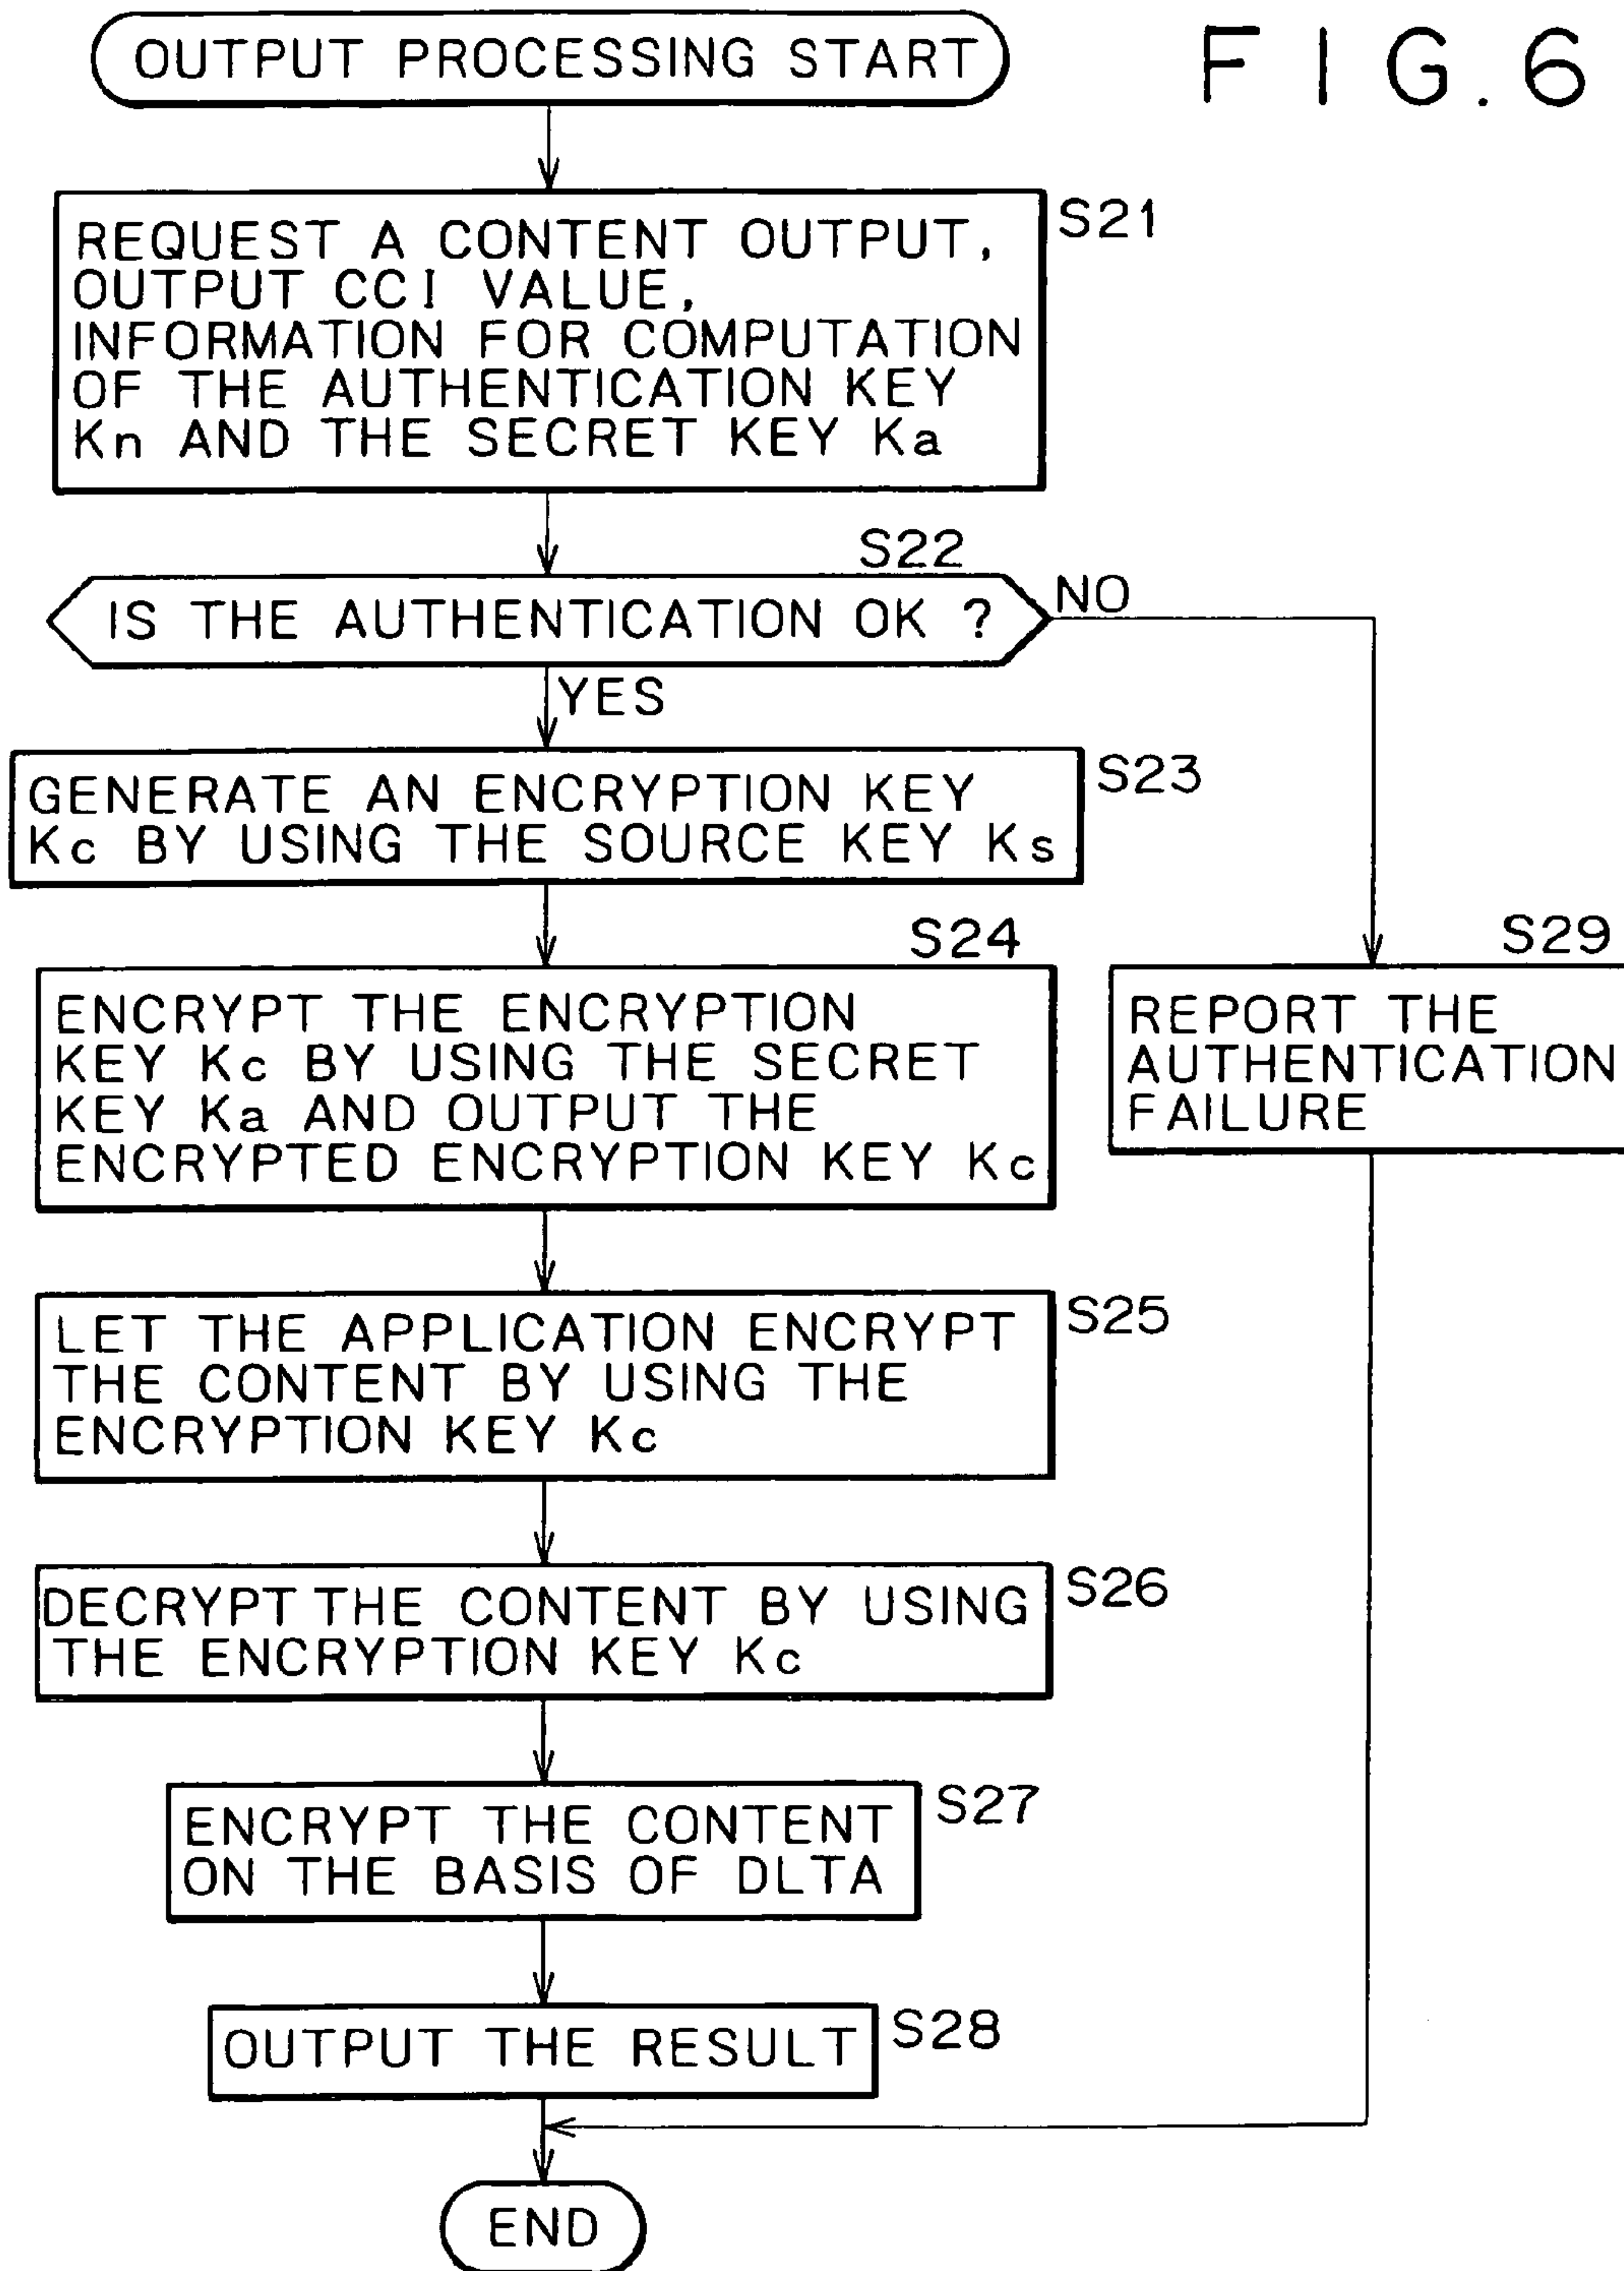 FIG.6
OUTPUT PROCESSING START
S21
REQUEST A CONTENT OUTPUT,
OUTPUT CCI VALUE,
INFORMATION FOR COMPUTATION
OF THE AUTHENTICATION KEY
Kn AND THE SECRET KEY Ka
S22
IS THE AUTHENTICATION OK ?
NO
YES
S23
GENERATE AN ENCRYPTION KEY
Kc BY USING THE SOURCE KEY Ks
S24
ENCRYPT THE ENCRYPTION
KEY Kc BY USING THE SECRET
KEY Ka AND OUTPUT THE
ENCRYPTED ENCRYPTION KEY Kc
S29
REPORT THE
AUTHENTICATION
FAILURE
S25
LET THE APPLICATION ENCRYPT
THE CONTENT BY USING THE
ENCRYPTION KEY Kc
S26
DECRYPT THE CONTENT BY USING
THE ENCRYPTION KEY Kc
S27
ENCRYPT THE CONTENT
ON THE BASIS OF DLTA
S28
OUTPUT THE RESULT
END